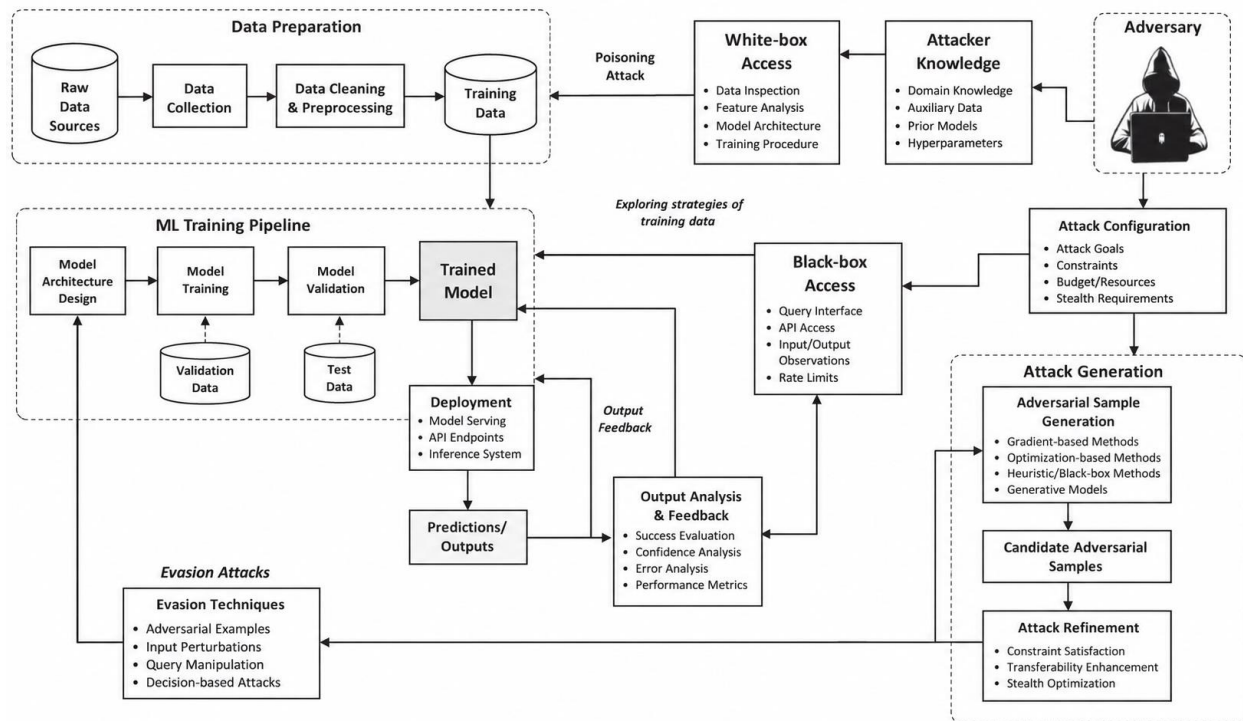 Data Preparation
Raw
Data
Sources
Data
Collection
Data Cleaning
& Preprocessing
Training
Data
Poisoning
Attack
White-box
Access
• Data Inspection
• Feature Analysis
• Model Architecture
• Training Procedure
Attacker
Knowledge
• Domain Knowledge
• Auxiliary Data
• Prior Models
• Hyperparameters
Adversary
ML Training Pipeline
Model
Architecture
Design
Model
Training
Model
Validation
Trained
Model
Validation
Data
Test
Data
Exploring strategies of
training data
Black-box
Access
• Query Interface
• API Access
• Input/Output
Observations
• Rate Limits
Attack Configuration
• Attack Goals
• Constraints
• Budget/Resources
• Stealth Requirements
Deployment
• Model Serving
• API Endpoints
• Inference System
Output
Feedback
Predictions/
Outputs
Output Analysis
& Feedback
• Success Evaluation
• Confidence Analysis
• Error Analysis
• Performance Metrics
Attack Generation
Adversarial Sample
Generation
• Gradient-based Methods
• Optimization-based Methods
• Heuristic/Black-box Methods
• Generative Models
Candidate Adversarial
Samples
Attack Refinement
• Constraint Satisfaction
• Transferability Enhancement
• Stealth Optimization
Evasion Attacks
Evasion Techniques
• Adversarial Examples
• Input Perturbations
• Query Manipulation
• Decision-based Attacks